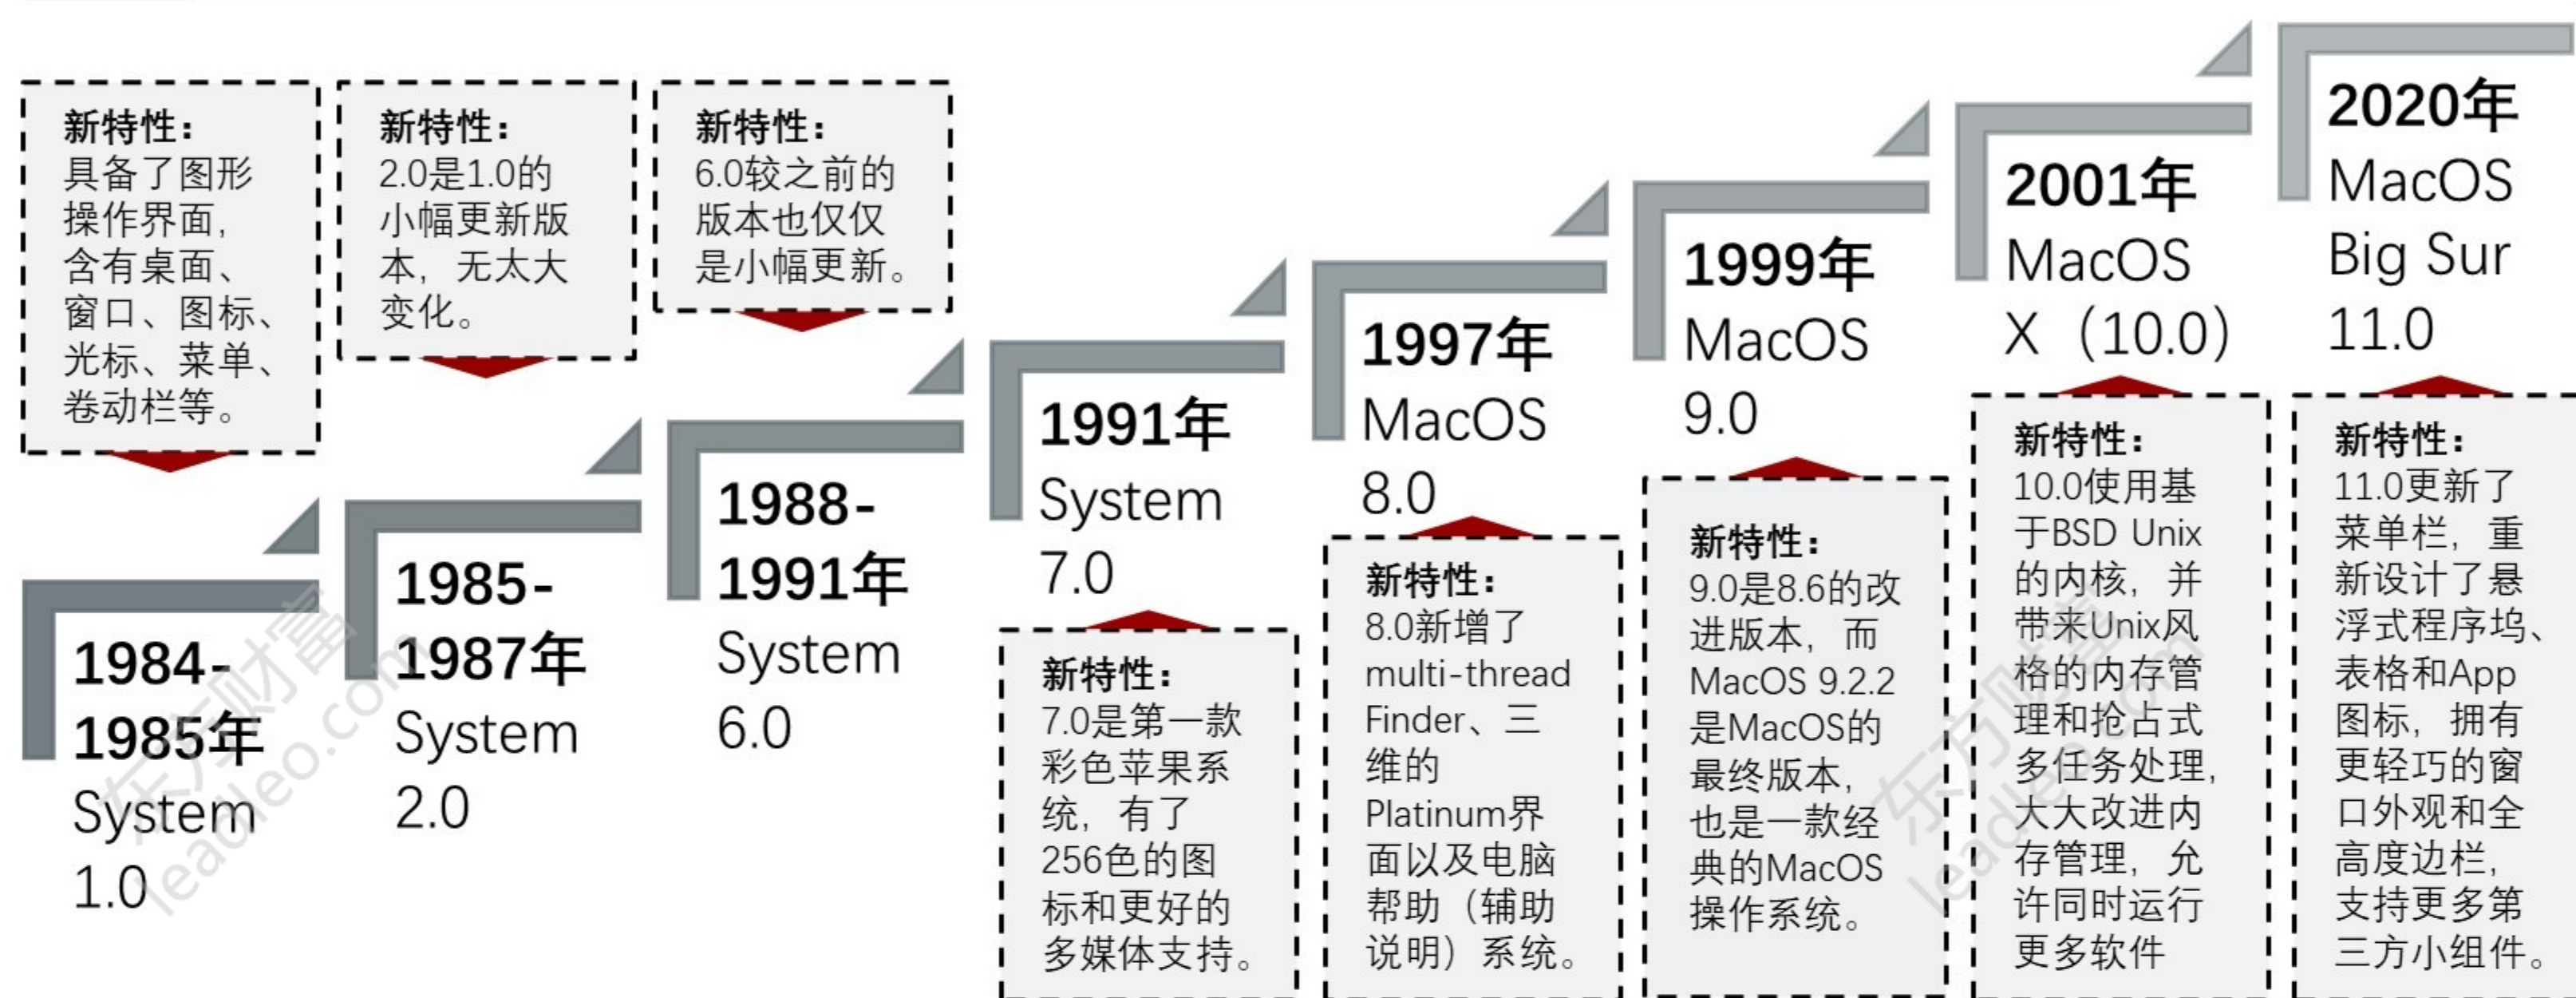 新特性：
具备了图形
操作界面，
含有桌面、
窗口、图标、
光标、菜单、
卷动栏等。
1984-
1985年
System
1.0
新特性：
2.0是1.0的
小幅更新版
本，无太大
变化。
1985-
1987年
System
2.0
新特性：
6.0较之前的
版本也仅仅
是小幅更新。
1988-
1991年
System
6.0
1991年
System
7.0
新特性：
7.0是第一款
彩色苹果系
统，有了
256色的图
标和更好的
多媒体支持。
1997年
MacOS
8.0
新特性：
8.0新增了
multi-thread
Finder、三
维的
Platinum界
面以及电脑
帮助（辅助
说明）系统。
1999年
MacOS
9.0
新特性：
9.0是8.6的改
进版本，而
MacOS 9.2.2
是MacOS的
最终版本，
也是一款经
典的MacOS
操作系统。
2001年
MacOS
X（10.0）
新特性：
10.0使用基
于BSD Unix
的内核，并
带来Unix风
格的内存管
理和抢占式
多任务处理，
大大改进内
存管理，允
许同时运行
更多软件
2020年
MacOS
Big Sur
11.0
新特性：
11.0更新了
菜单栏，重
新设计了悬
浮式程序坞、
表格和App
图标，拥有
更轻巧的窗
口外观和全
高度边栏，
支持更多第
三方小组件。
东方财富
leadleo.com
东方财富
leadleo.com